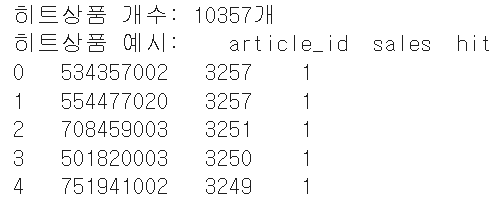 히트상품 개수: 10357개
히트상품 예시:    article_id  sales  hit
0   534357002   3257    1
1   554477020   3257    1
2   708459003   3251    1
3   501820003   3250    1
4   751941002   3249    1